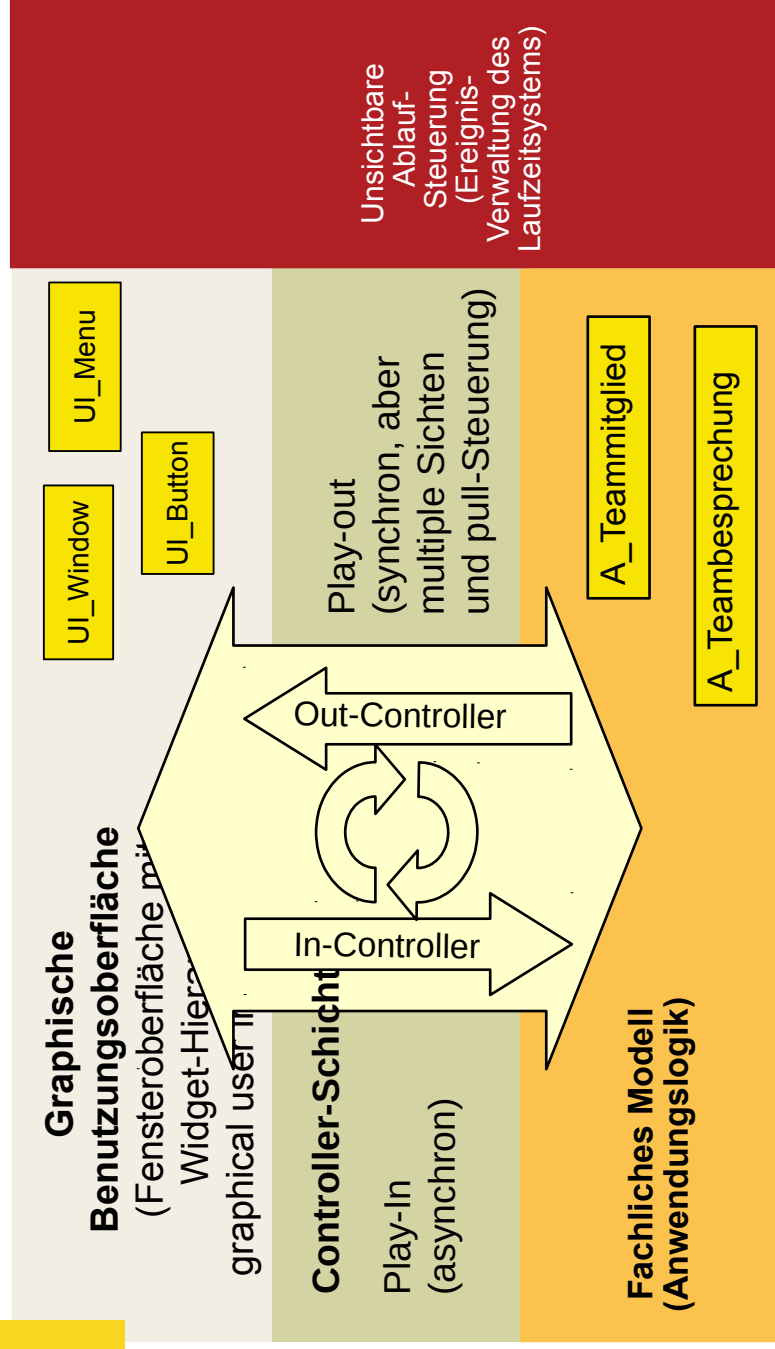 Graphische
Benutzungsoberfläche
(Fensteroberfläche mit
Widget-Hierar
graphical user
UI_Window
UI_Menu
UI_Button
Controller-Schicht
Play-In
(asynchron)
In-Controller
Out-Controller
Play-out
(synchron, aber
multiple Sichten
und pull-Steuerung)
Fachliches Modell
(Anwendungslogik)
A_Teammitglied
A_Teambesprechung
Unsichtbare
Ablauf-
Steuerung
(Ereignis-
Verwaltung des
Laufzeitsystems)